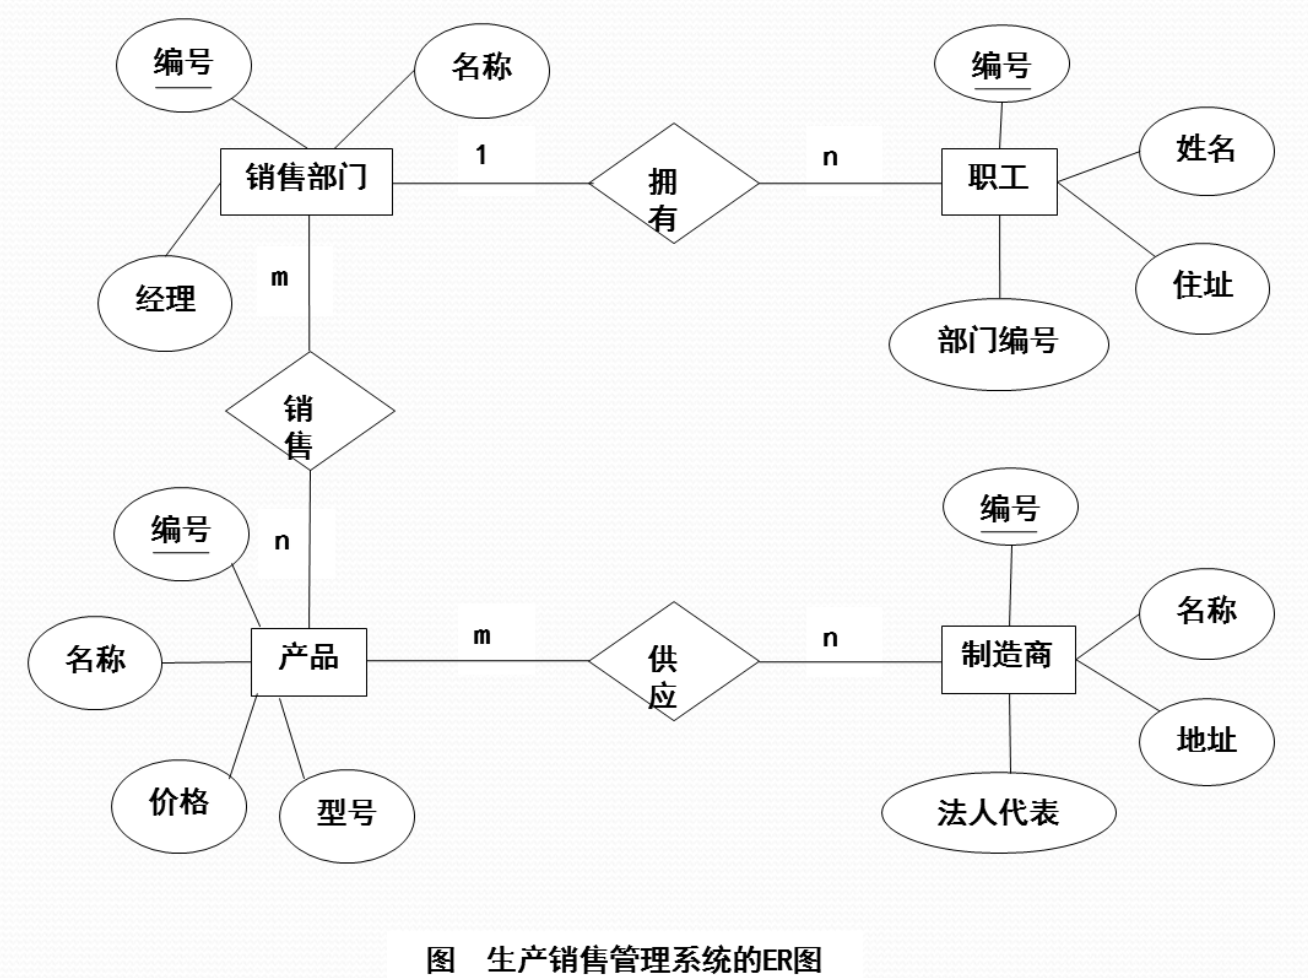 编号
名称
编号
姓名
销售部门
1
拥
有
n
职工
经理
m
住址
部门编号
销
售
编号
n
编号
名称
产品
m
供
应
n
制造商
名称
地址
价格
型号
法人代表
图 生产销售管理系统的ER图